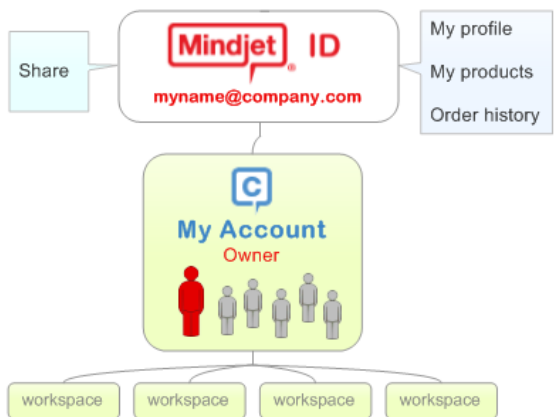 Share
Mindjet® ID
myname@company.com
My profile
My products
Order history
C
My Account
Owner
workspace
workspace
workspace
workspace